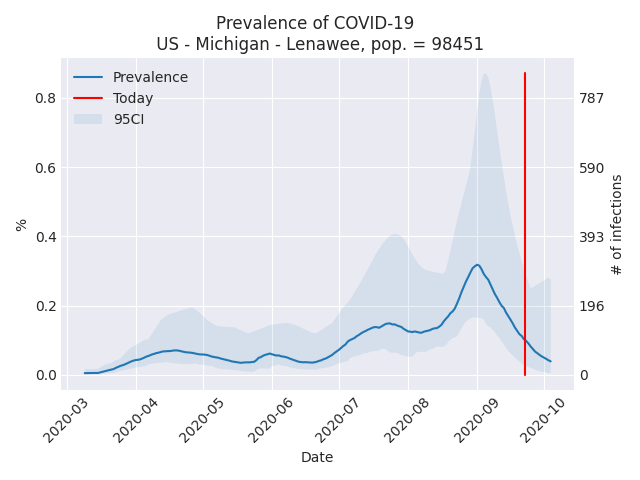 Prevalence of COVID-19
US - Michigan - Lenawee, pop. = 98451
Prevalence
Today
95CI
0.8
0.6
0.4
0.2
0.0
%
787
590
393
196
0
# of infections
2020-03
2020-04
2020-05
2020-06
2020-07
2020-08
2020-09
2020-10
Date